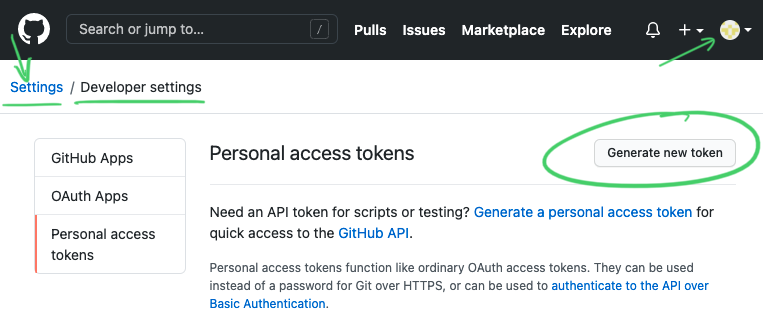 Search or jump to... /
Pulls Issues Marketplace Explore
Settings / Developer settings
GitHub Apps
OAuth Apps
Personal access
tokens
Personal access tokens
Generate new token
Need an API token for scripts or testing? Generate a personal access token for
quick access to the GitHub API.
Personal access tokens function like ordinary OAuth access tokens. They can be used
instead of a password for Git over HTTPS, or can be used to authenticate to the API over
Basic Authentication.